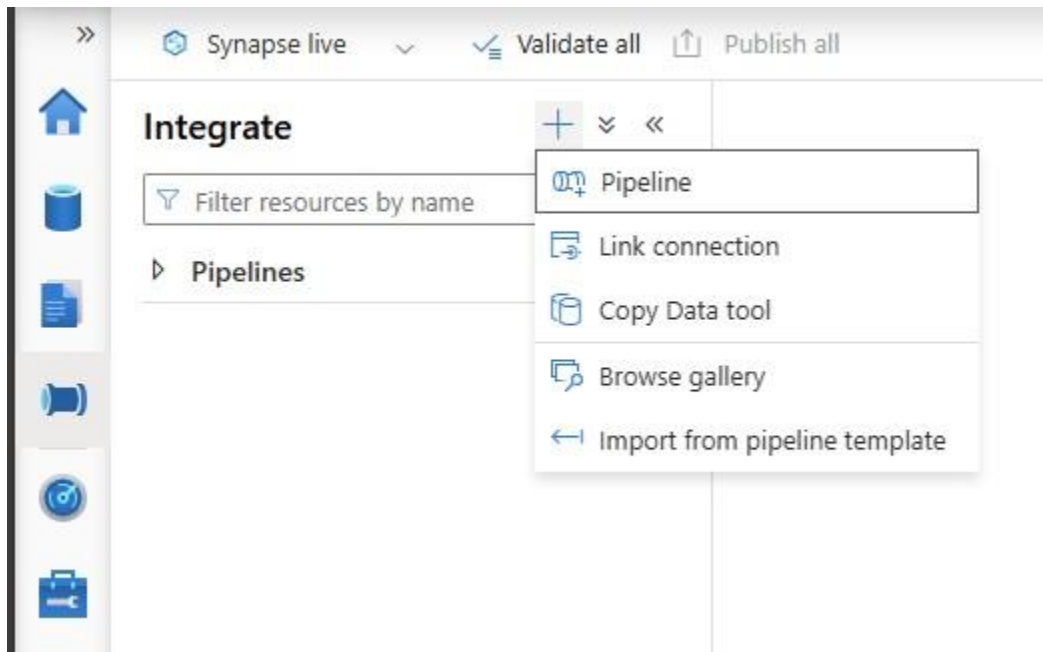 Synapse live
Validate all
Publish all
Integrate
Filter resources by name
Pipelines
Pipeline
Link connection
Copy Data tool
Browse gallery
Import from pipeline template